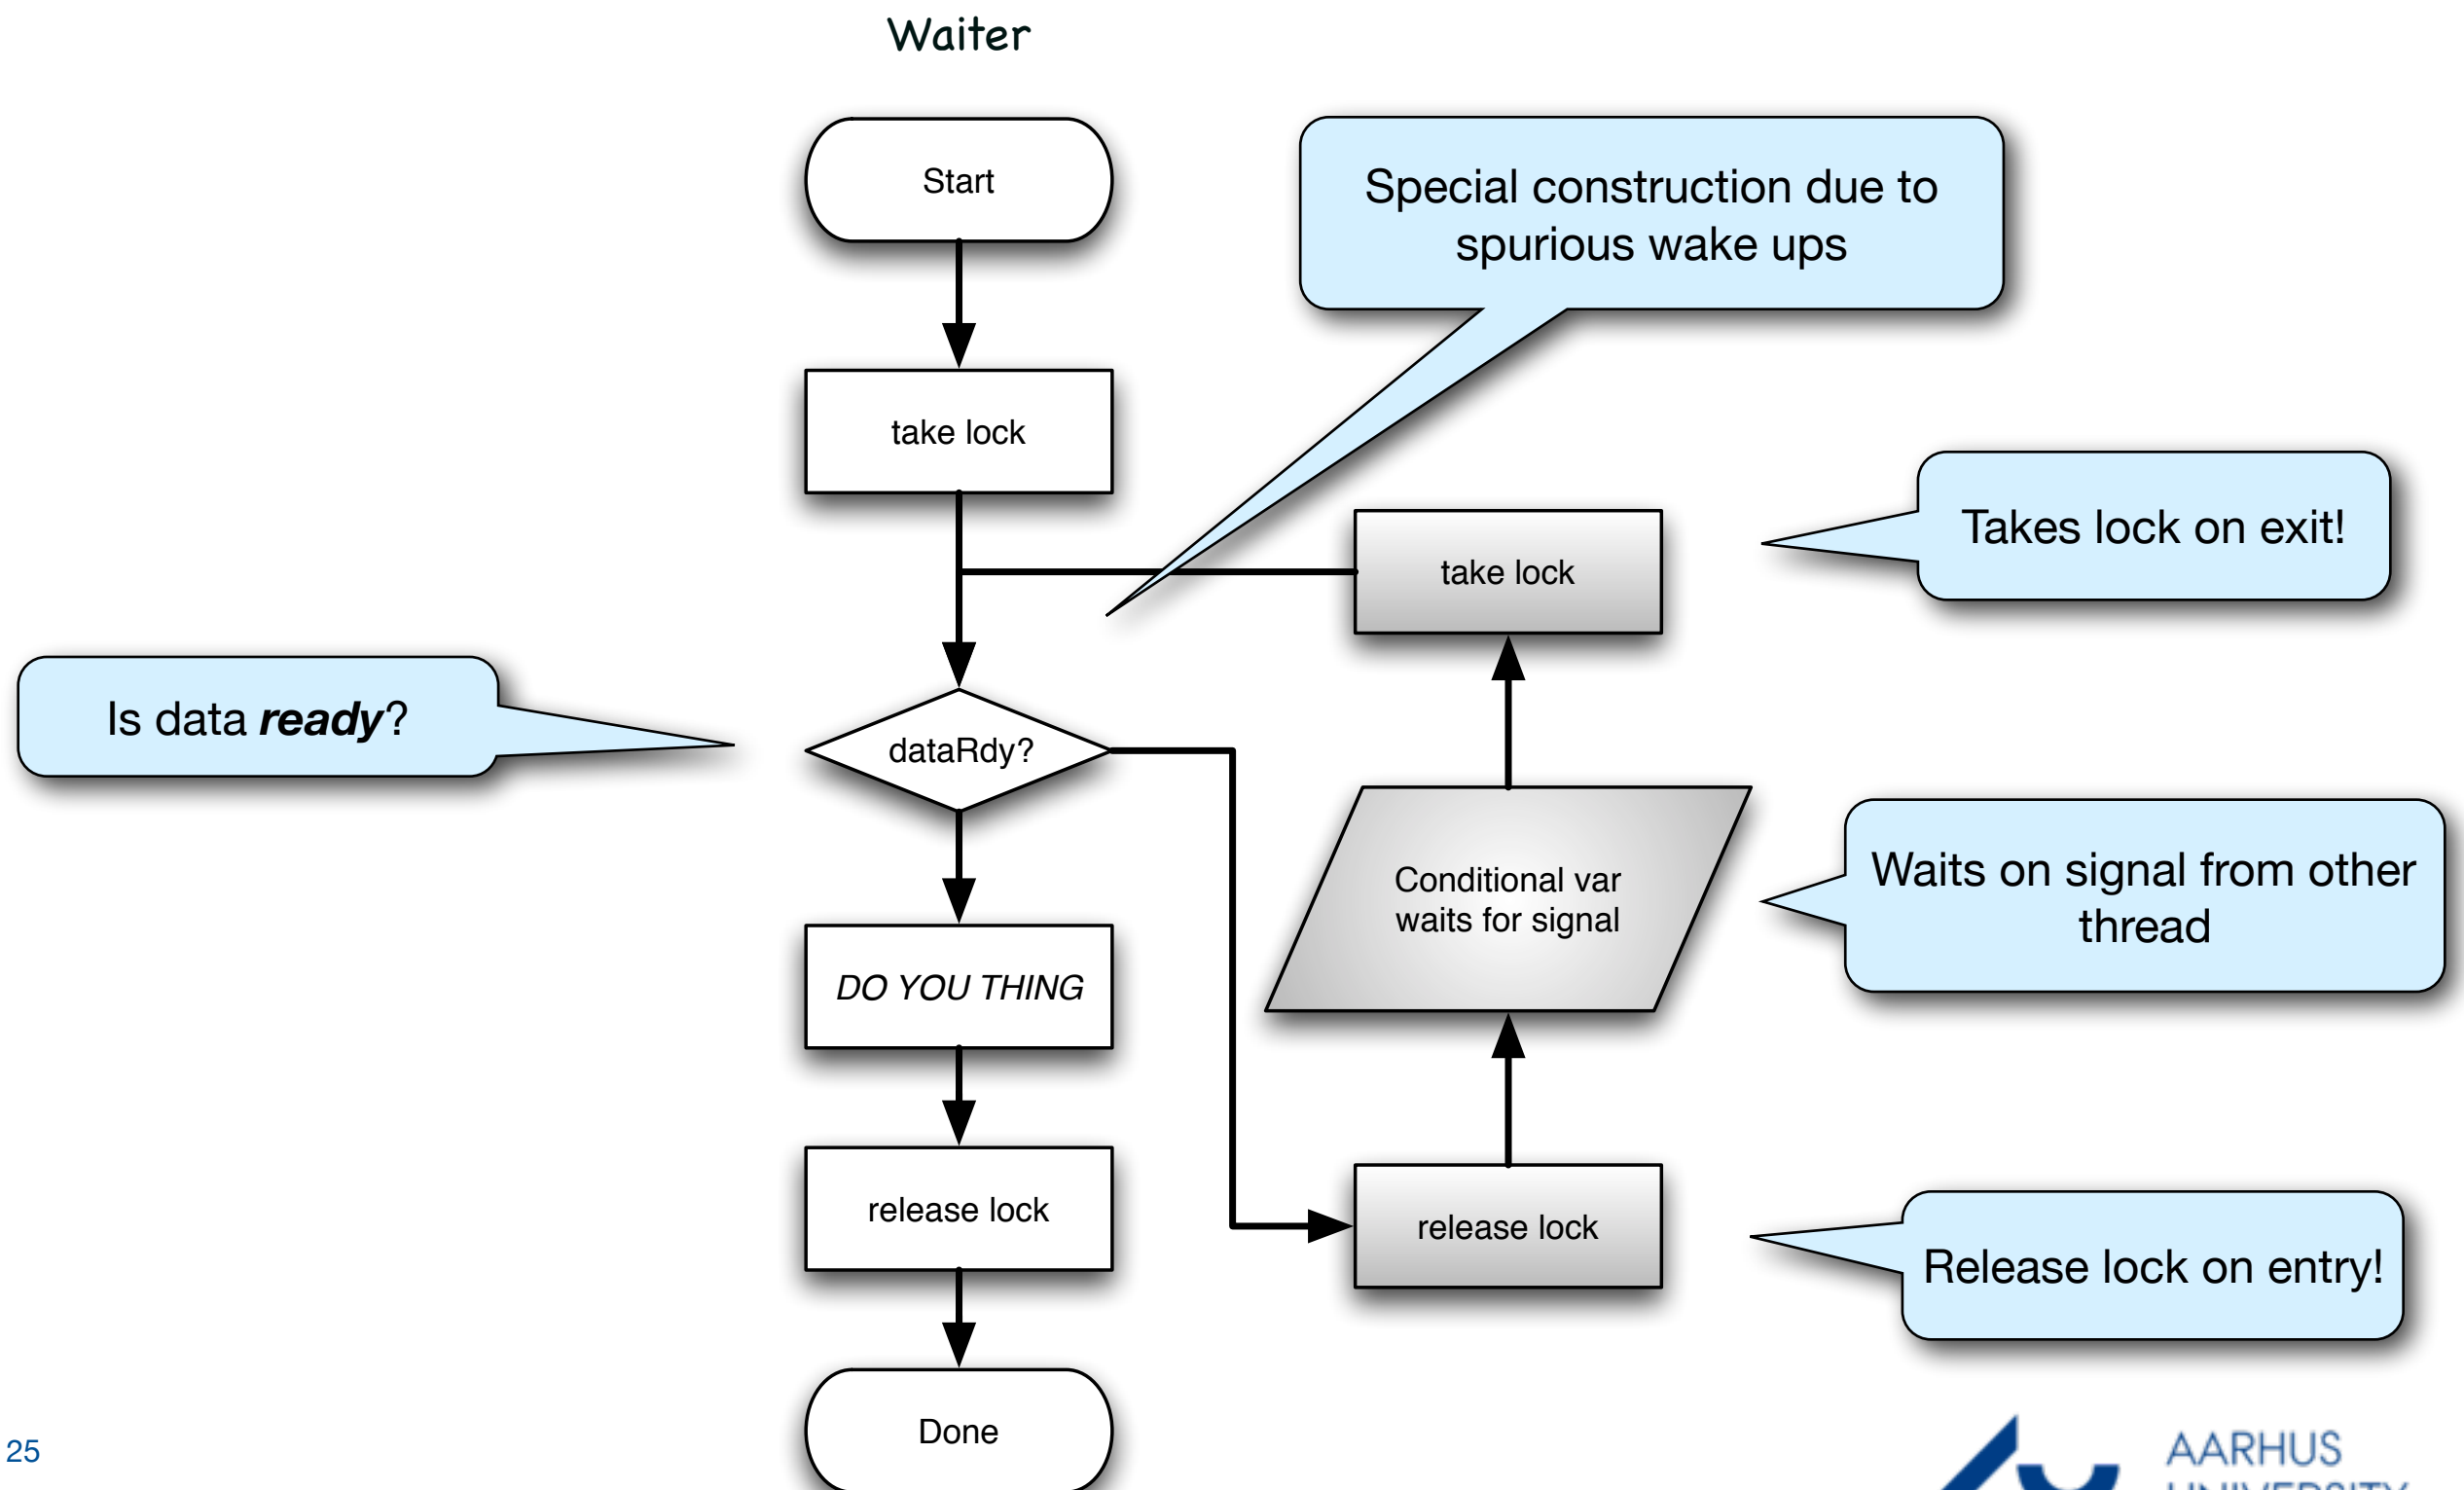 Waiter
Start
Special construction due to
spurious wake ups
take lock
Takes lock on exit!
take lock
Is data ready?
dataRdy?
Conditional var
waits for signal
Waits on signal from other
thread
DO YOU THING
release lock
release lock
Release lock on entry!
Done
25
AARHUS
UNIVERSITY